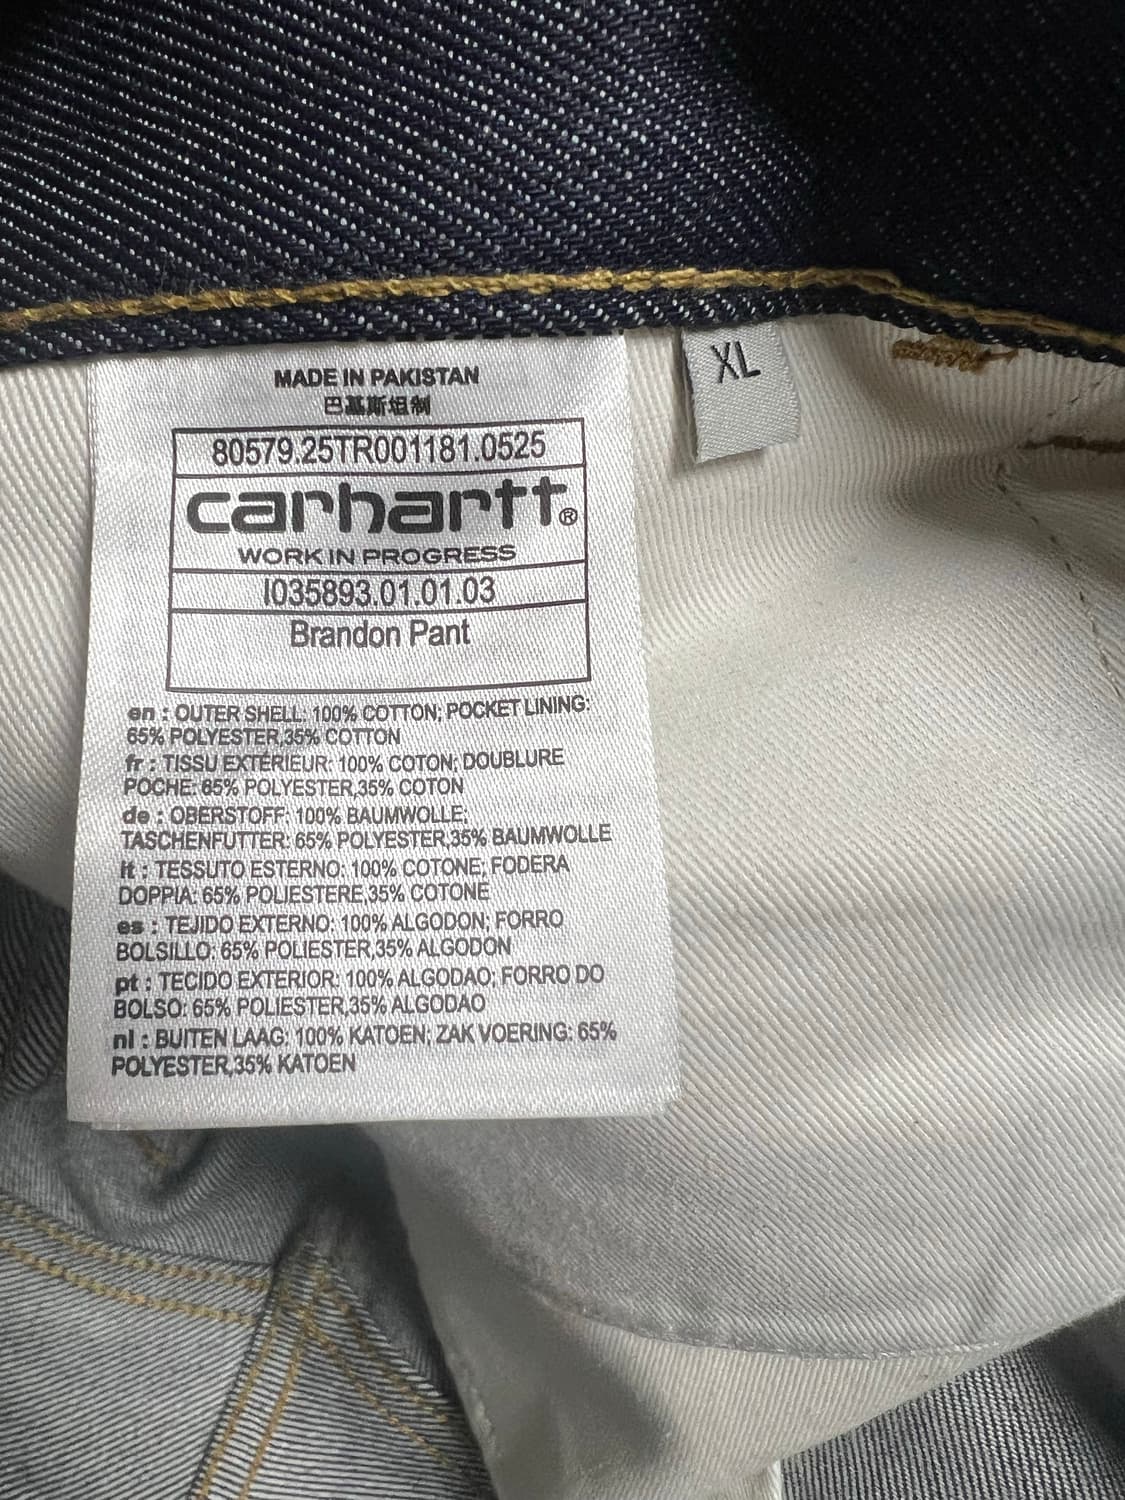 MADE IN PAKISTAN
XL
巴基斯坦制
80579.25TR001181.0525
carhartt®
WORK IN PROGRESS
I035893.01.01.03
Brandon Pant
en : OUTER SHELL: 100% COTTON; POCKET LINING:
65% POLYESTER,35% COTTON
fr : TISSU EXTÉRIEUR: 100% COTON; DOUBLURE
POCHE: 65% POLYESTER,35% COTON
de : OBERSTOFF: 100% BAUMWOLLE;
TASCHENFUTTER: 65% POLYESTER,35% BAUMWOLLE
it : TESSUTO ESTERNO: 100% COTONE; FODERA
DOPPIA: 65% POLIESTERE,35% COTONE
es : TEJIDO EXTERNO: 100% ALGODON; FORRO
BOLSILLO: 65% POLIESTER,35% ALGODON
pt : TECIDO EXTERIOR: 100% ALGODAO; FORRO DO
BOLSO: 65% POLIESTER,35% ALGODAO
nl : BUITEN LAAG: 100% KATOEN; ZAK VOERING: 65%
POLYESTER,35% KATOEN